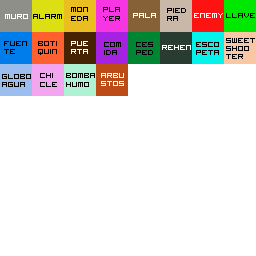 MURO
ALARM
MON
EDA
PLA
YER
PALA
PIED
RA
ENEMY
LLAVE
FUEN
TE
BOTI
QUIN
PUE
RTA
COM
IDA
CES
PED
REHEN
ESCO
PETA
SWEET
SHOO
TER
GLOBO
AGUA
CHI
CLE
BOMBA
HUMO
ARBU
STOS